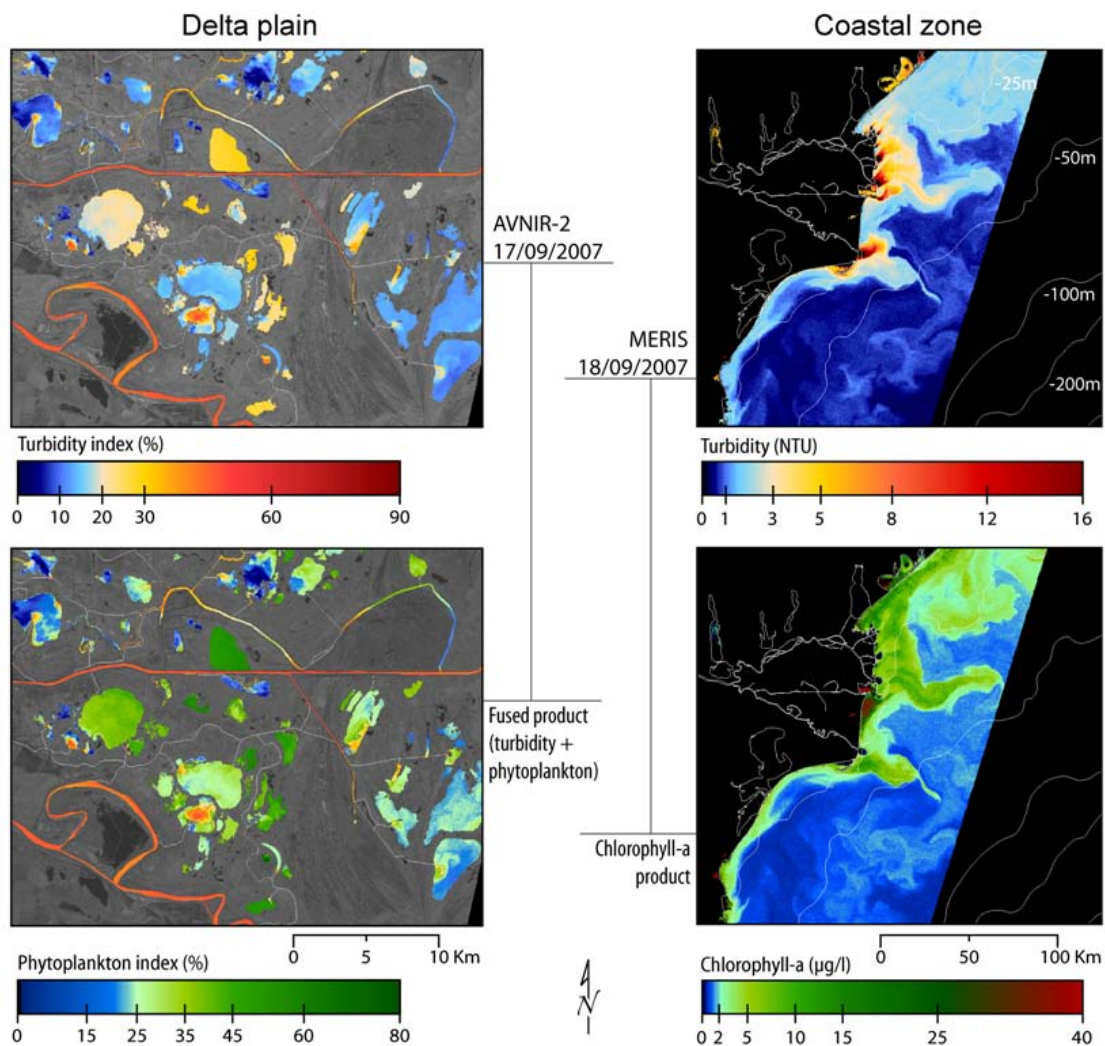 Delta plain
Coastal zone
-25m
-50m
-100m
-200m
AVNIR-2
17/09/2007
MERIS
18/09/2007
Turbidity index (%)
0 10 20 30 60 90
Turbidity (NTU)
0 1 3 5 8 12 16
Fused product
(turbidity +
phytoplankton)
Chlorophyll-a
product
0 5 10 Km
0 50 100 Km
Phytoplankton index (%)
0 15 25 35 45 60 80
N
Chlorophyll-a (µg/l)
0 2 5 10 15 25 40